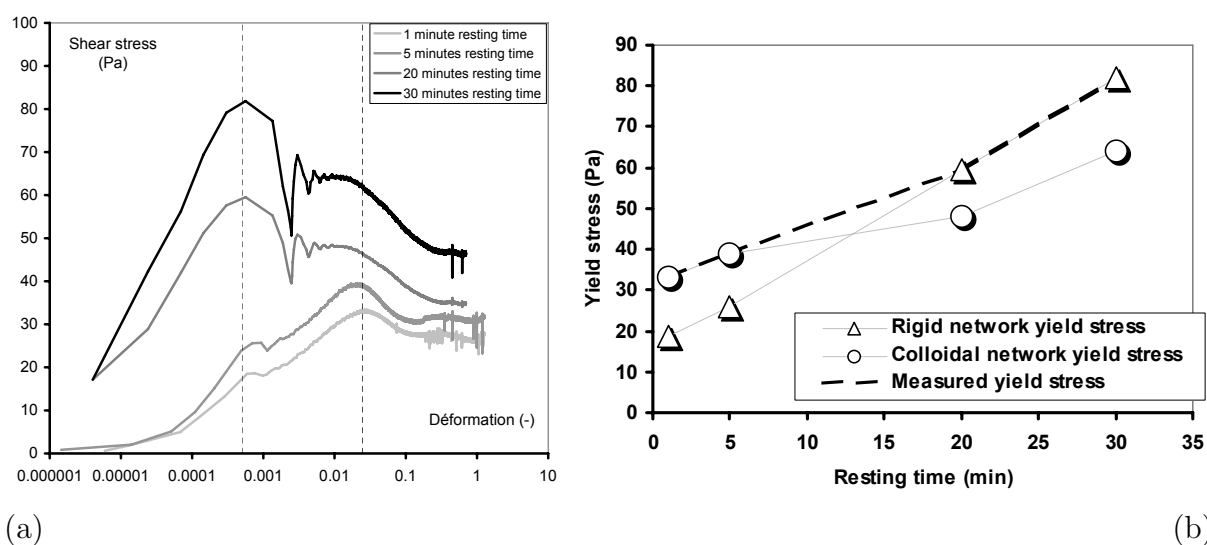 100
90
80
70
60
50
40
30
20
10
0
Shear stress
(Pa)
1 minute resting time
5 minutes resting time
20 minutes resting time
30 minutes resting time
Déformation (-)
0.000001 0.00001 0.0001 0.001 0.01 0.1 1 10
(a)
90
80
70
60
50
40
30
20
10
0
Yield stress (Pa)
Rigid network yield stress
Colloidal network yield stress
Measured yield stress
0 5 10 15 20 25 30 35
Resting time (min)
(b)